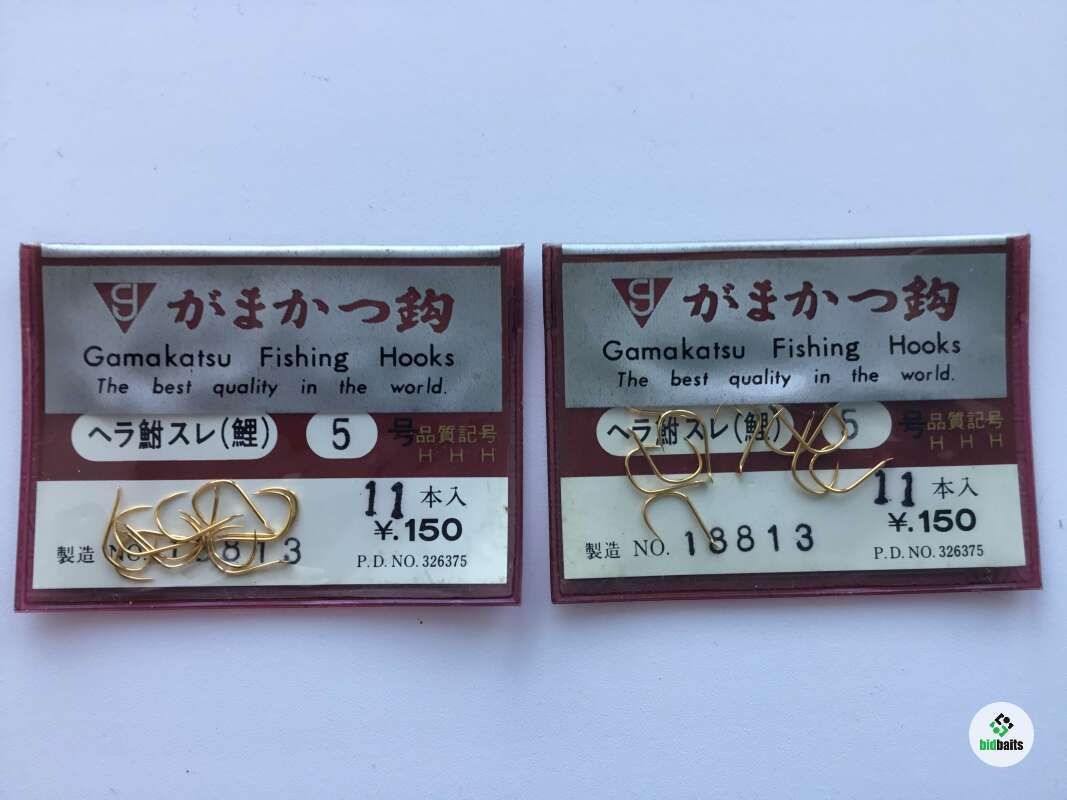 がまかつ鈎
Gamakatsu Fishing Hooks
The best quality in the world.
ヘラ鮒スレ(鯉) 5 号 品質記号
H H H
11 本入
¥.150
製造 NO. 18813
P.D. NO. 326375
がまかつ鈎
Gamakatsu Fishing Hooks
The best quality in the world.
ヘラ鮒スレ(鯉) 5 号 品質記号
H H H
11 本入
¥.150
製造 NO. 18813
P.D. NO. 326375
bidbaits